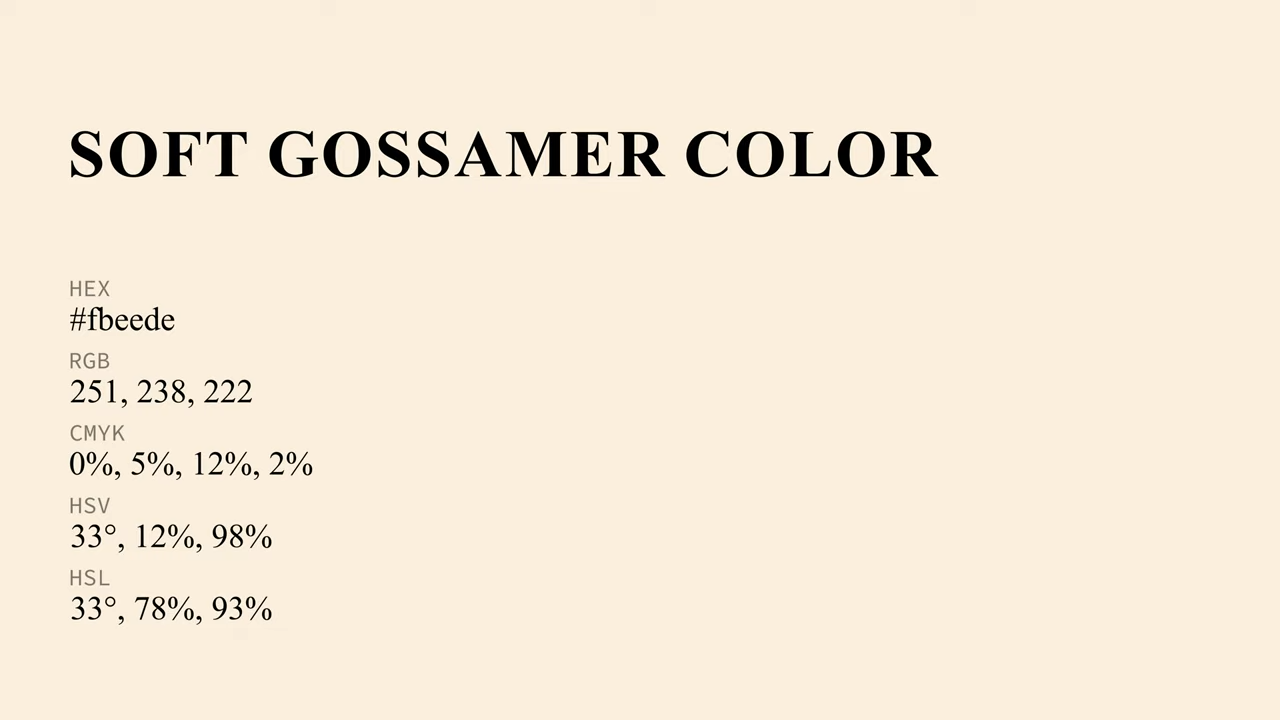 SOFT GOSSAMER COLOR
HEX
#fbeede
RGB
251, 238, 222
CMYK
0%, 5%, 12%, 2%
HSV
33°, 12%, 98%
HSL
33°, 78%, 93%